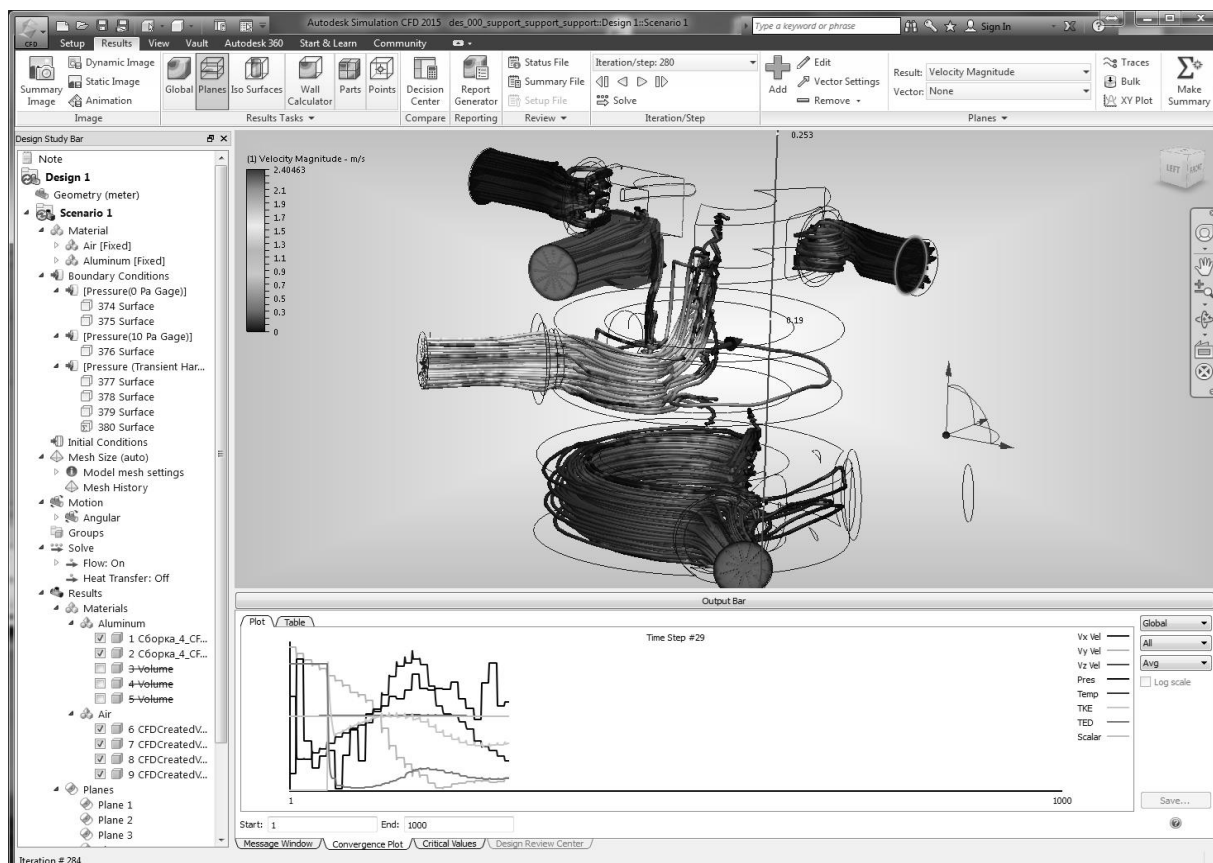 Autodesk Simulation CFD 2015 des_000_support_support_support::Design 1::Scenario 1
Type a keyword or phrase
Sign In
CFD
Setup Results View Vault Autodesk 360 Start & Learn Community
Summary Image
Dynamic Image
Static Image
Animation
Image
Global Planes Iso Surfaces Wall Calculator Parts Points
Results Tasks
Decision Center
Compare
Report Generator
Reporting
Status File
Summary File
Setup File
Review
Iteration/step: 280
Solve
Iteration/Step
Add
Edit
Vector Settings
Remove
Result: Velocity Magnitude
Vector: None
Traces
Bulk
XY Plot
Planes
Make Summary
Design Study Bar
Note
Design 1
Geometry (meter)
Scenario 1
Material
Air [Fixed]
Aluminum [Fixed]
Boundary Conditions
[Pressure(0 Pa Gage)]
374 Surface
375 Surface
[Pressure(10 Pa Gage)]
376 Surface
[Pressure (Transient Har...
377 Surface
378 Surface
379 Surface
380 Surface
Initial Conditions
Mesh Size (auto)
Model mesh settings
Mesh History
Motion
Angular
Groups
Solve
Flow: On
Heat Transfer: Off
Results
Materials
Aluminum
1 Сборка_4_CF...
2 Сборка_4_CF...
3 Volume
4 Volume
5 Volume
Air
6 CFDCreatedV...
7 CFDCreatedV...
8 CFDCreatedV...
9 CFDCreatedV...
Planes
Plane 1
Plane 2
Plane 3
Iteration # 284
(1) Velocity Magnitude - m/s
2.40463
2.1
1.9
1.7
1.5
1.3
1.1
0.9
0.7
0.5
0.3
0
0.253
0.19
LEFT BACK
Output Bar
Plot Table
Time Step #29
Vx Vel
Vy Vel
Vz Vel
Pres
Temp
TKE
TED
Scalar
1 1000
Global
All
Avg
Log scale
Save...
Start: 1 End: 1000
Message Window Convergence Plot Critical Values Design Review Center